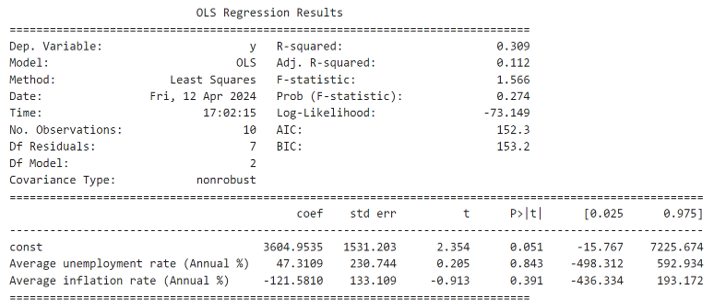 OLS Regression Results
==============================================================================
Dep. Variable: y R-squared: 0.309
Model: OLS Adj. R-squared: 0.112
Method: Least Squares F-statistic: 1.566
Date: Fri, 12 Apr 2024 Prob (F-statistic): 0.274
Time: 17:02:15 Log-Likelihood: -73.149
No. Observations: 10 AIC: 152.3
Df Residuals: 7 BIC: 153.2
Df Model: 2
Covariance Type: nonrobust
========================================================================================================
coef std err t P>|t| [0.025 0.975]
--------------------------------------------------------------------------------------------------------
const 3604.9535 1531.203 2.354 0.051 -15.767 7225.674
Average unemployment rate (Annual %) 47.3109 230.744 0.205 0.843 -498.312 592.934
Average inflation rate (Annual %) -121.5810 133.109 -0.913 0.391 -436.334 193.172
==============================================================================